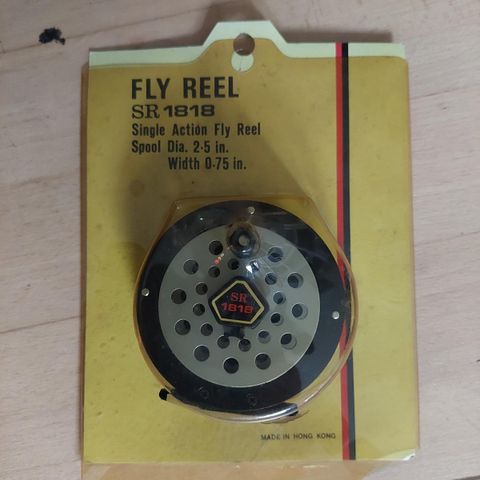 FLY REEL
SR 1818
Single Action Fly Reel
Spool Dia. 2·5 in.
Width 0·75 in.
SR
1818
MADE IN HONG KONG